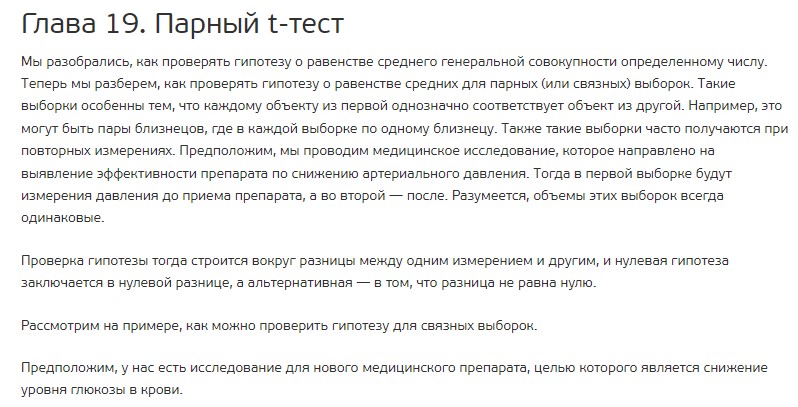 Глава 19. Парный t-тест
Мы разобрались, как проверять гипотезу о равенстве среднего генеральной совокупности определенному числу.
Теперь мы разберем, как проверять гипотезу о равенстве средних для парных (или связных) выборок. Такие
выборки особенны тем, что каждому объекту из первой однозначно соответствует объект из другой. Например, это
могут быть пары близнецов, где в каждой выборке по одному близнецу. Также такие выборки часто получаются при
повторных измерениях. Предположим, мы проводим медицинское исследование, которое направлено на
выявление эффективности препарата по снижению артериального давления. Тогда в первой выборке будут
измерения давления до приема препарата, а во второй — после. Разумеется, объемы этих выборок всегда
одинаковые.
Проверка гипотезы тогда строится вокруг разницы между одним измерением и другим, и нулевая гипотеза
заключается в нулевой разнице, а альтернативная — в том, что разница не равна нулю.
Рассмотрим на примере, как можно проверить гипотезу для связных выборок.
Предположим, у нас есть исследование для нового медицинского препарата, целью которого является снижение
уровня глюкозы в крови.